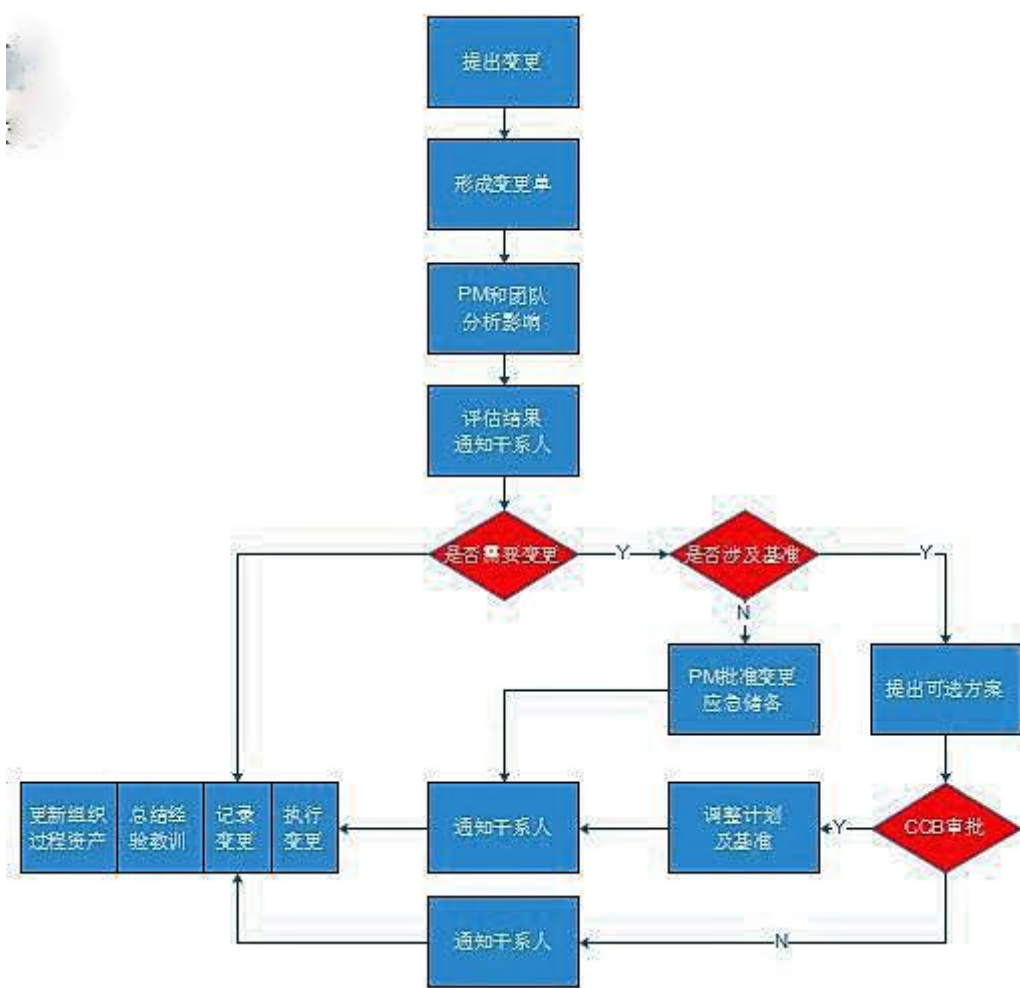 提出变更
形成变更单
PM和团队
分析影响
评估结果
通知干系人
是否需要变更
Y
是否涉及基准
Y
N
PM批准变更
应急储备
提出可选方案
更新组织
过程资产
总结经
验教训
记录
变更
执行
变更
通知干系人
调整计划
及基准
Y
CCB审批
通知干系人
N